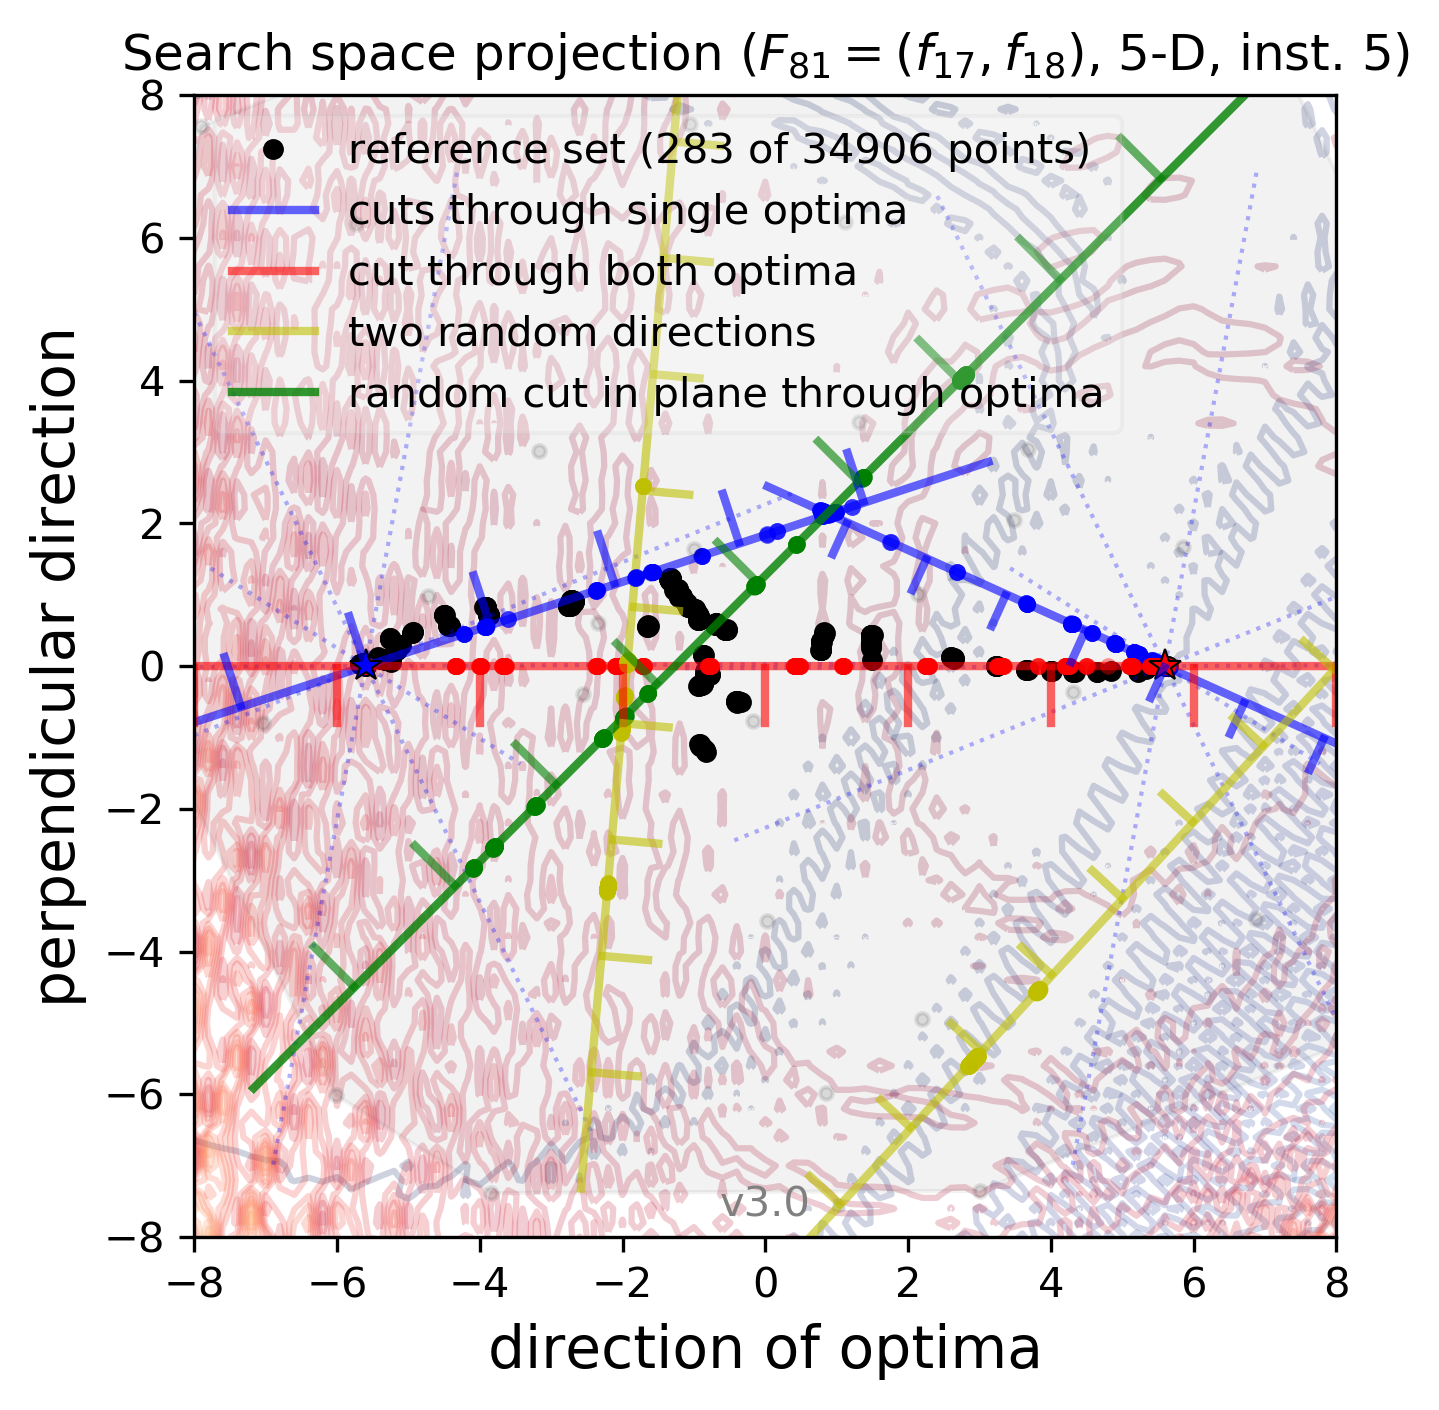 Search space projection (F₈₁ = (f₁₇, f₁₈), 5-D, inst. 5)
8
6
4
2
0
−2
−4
−6
−8
perpendicular direction
reference set (283 of 34906 points)
cuts through single optima
cut through both optima
two random directions
random cut in plane through optima
v3.0
−8 −6 −4 −2 0 2 4 6 8
direction of optima